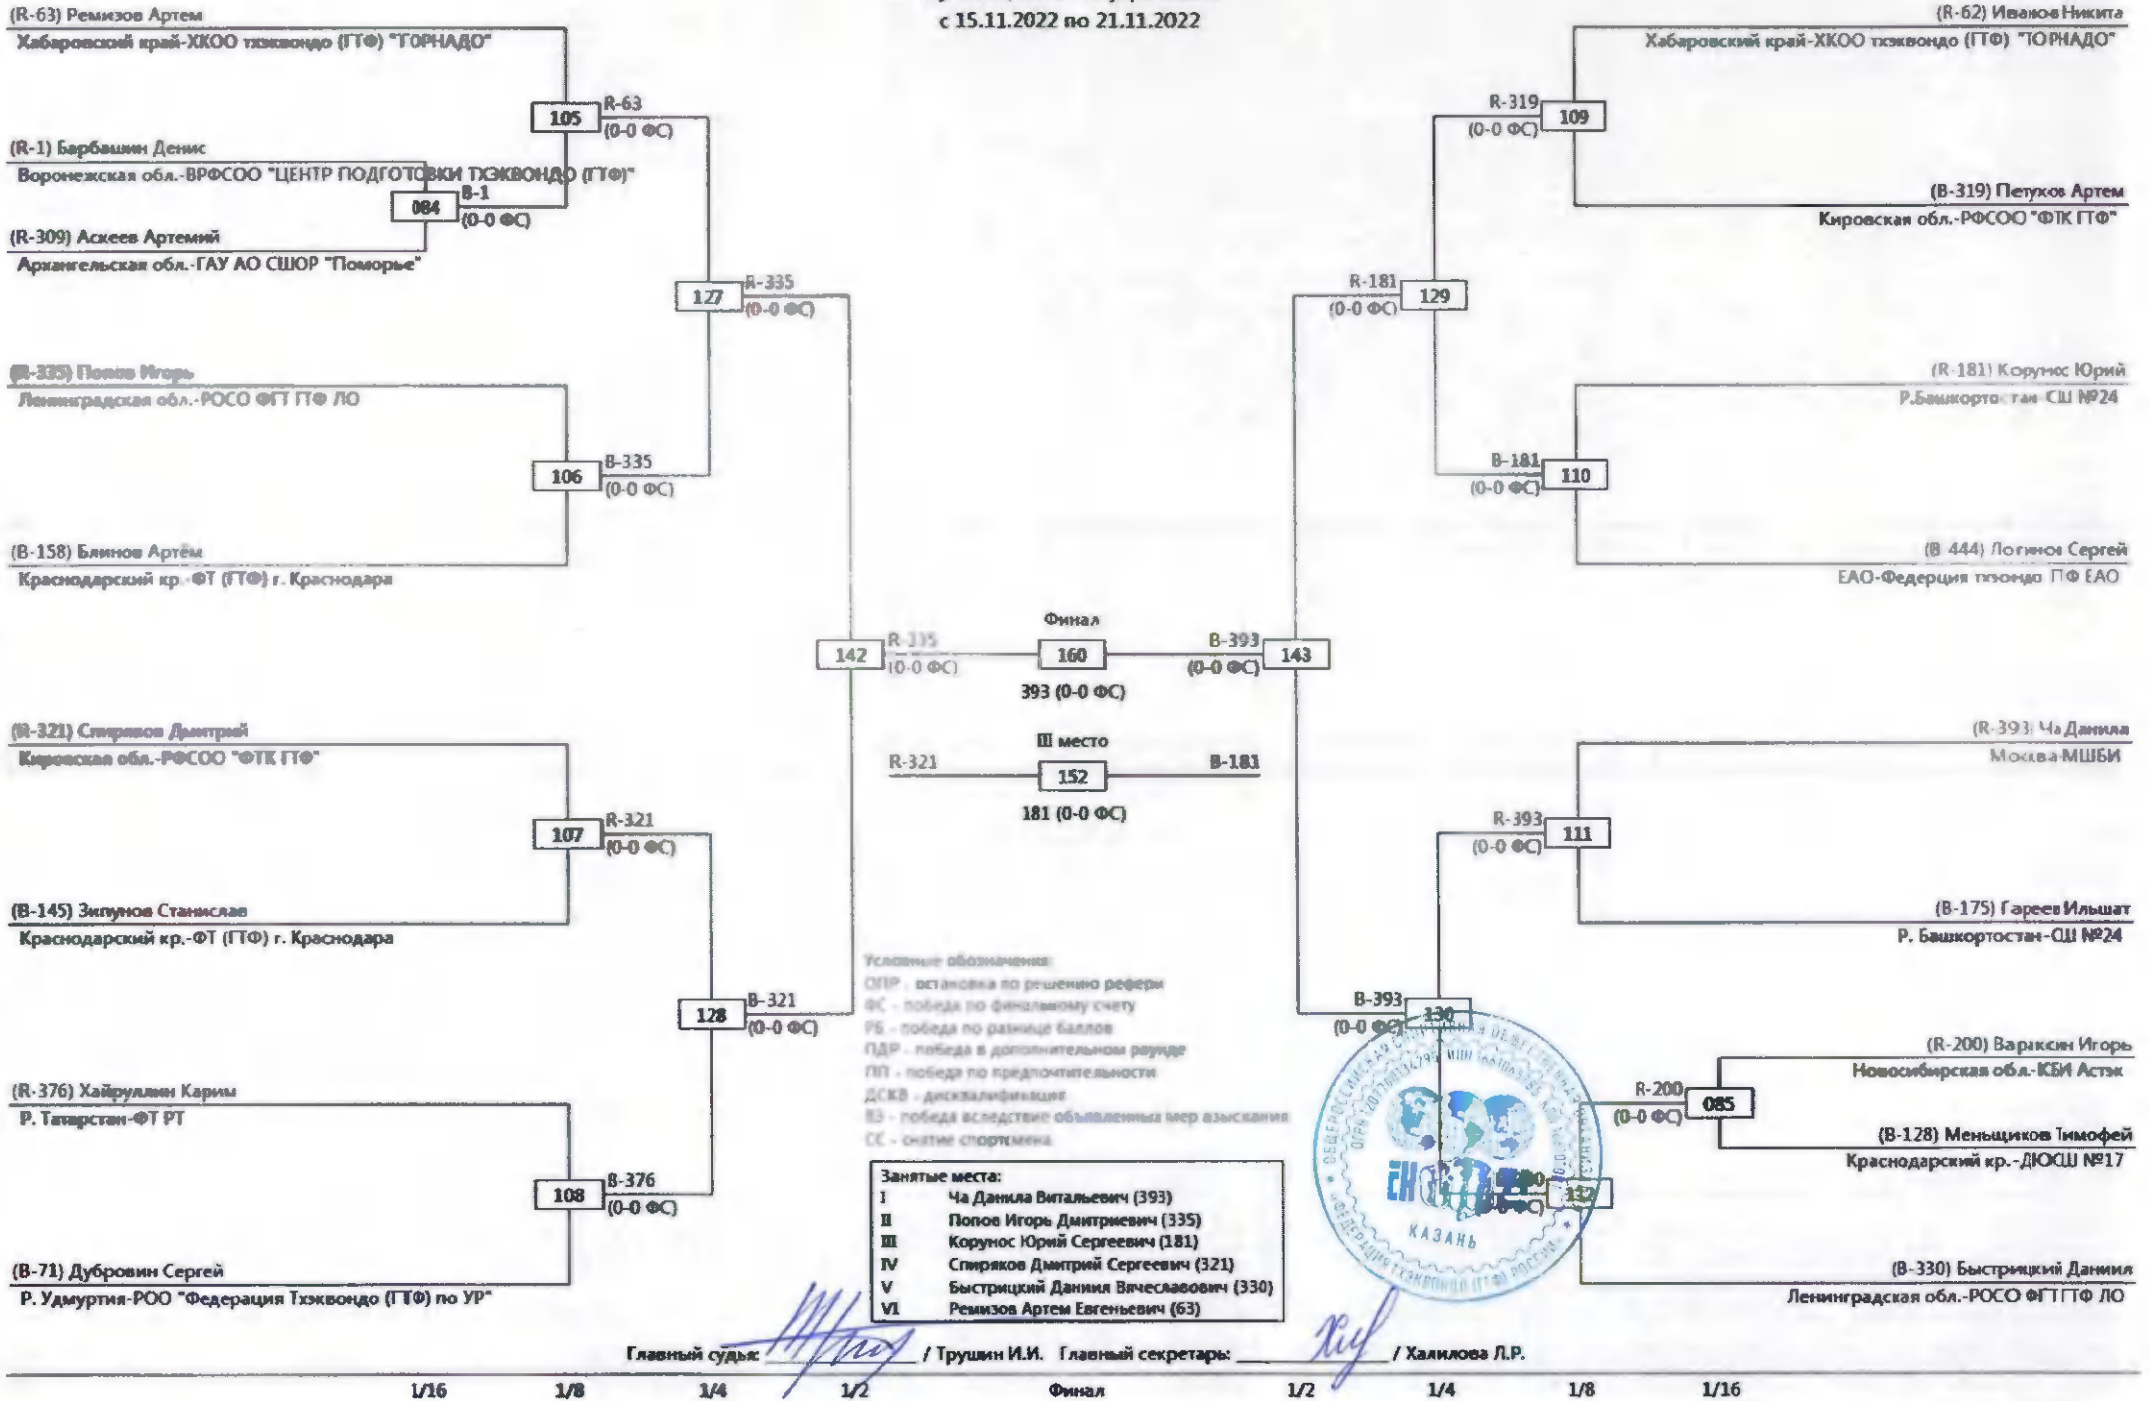 с 15.11.2022 по 21.11.2022
(R-63) Ремизов Артем
Хабаровский край-ХКОО тхэквондо (ГТФ) "ТОРНАДО"
105
R-63
(0-0 ФС)
(R-1) Барбашин Денис
Воронежская обл.-ВРФСОО "ЦЕНТР ПОДГОТОВКИ ТХЭКВОНДО (ГТФ)"
084
B-1
(0-0 ФС)
(R-309) Аскеев Артемий
Архангельская обл.-ГАУ АО СШОР "Поморье"
127
R-335
(0-0 ФС)
(R-335) Попов Игорь
Ленинградская обл.-РОСО ФГТ ГТФ ЛО
106
B-335
(0-0 ФС)
(B-158) Блинов Артём
Краснодарский кр.-ФТ (ГТФ) г. Краснодара
142
R-335
(0-0 ФС)
(R-321) Спиряков Дмитрий
Кировская обл.-РФСОО "ФТК ГТФ"
107
R-321
(0-0 ФС)
(B-145) Зипунов Станислав
Краснодарский кр.-ФТ (ГТФ) г. Краснодара
128
B-321
(0-0 ФС)
(R-376) Хайруллин Карим
Р. Татарстан-ФТ РТ
108
B-376
(0-0 ФС)
(B-71) Дубровин Сергей
Р. Удмуртия-РОО "Федерация Тхэквондо (ГТФ) по УР"
Финал
160
393 (0-0 ФС)
III место
R-321
152
B-181
181 (0-0 ФС)
(R-62) Иванов Никита
Хабаровский край-ХКОО тхэквондо (ГТФ) "ТОРНАДО"
R-319
(0-0 ФС)
109
(B-319) Петухов Артем
Кировская обл.-РФСОО "ФТК ГТФ"
R-181
(0-0 ФС)
129
(R-181) Корунос Юрий
Р.Башкортостан-СШ №24
B-181
(0-0 ФС)
110
(B-444) Логинов Сергей
ЕАО-Федерция тхэондо ГТФ ЕАО
B-393
(0-0 ФС)
143
(R-393) Ча Данила
Москва-МШБИ
R-393
(0-0 ФС)
111
(B-175) Гареев Ильшат
Р. Башкортостан-СШ №24
B-393
(0-0 ФС)
130
(R-200) Вараксин Игорь
Новосибирская обл.-КБИ Астэк
R-200
(0-0 ФС)
085
(B-128) Меньщиков Тимофей
Краснодарский кр.-ДЮСШ №17
112
(B-330) Быстрицкий Даниил
Ленинградская обл.-РОСО ФГТ ГТФ ЛО
Условные обозначения:
ОПР - остановка по решению рефери
ФС - победа по финальному счету
РБ - победа по разнице баллов
ПДР - победа в дополнительном раунде
ПП - победа по предпочтительности
ДСКВ - дисквалификация
ВЗ - победа вследствие объявленных мер взыскания
СС - снятие спортсмена
Занятые места:
I Ча Данила Витальевич (393)
II Попов Игорь Дмитриевич (335)
III Корунос Юрий Сергеевич (181)
IV Спиряков Дмитрий Сергеевич (321)
V Быстрицкий Даниил Вячеславович (330)
VI Ремизов Артем Евгеньевич (63)
КАЗАНЬ
Главный судья: / Трушин И.И. Главный секретарь: / Халилова Л.Р.
1/16 1/8 1/4 1/2 Финал 1/2 1/4 1/8 1/16